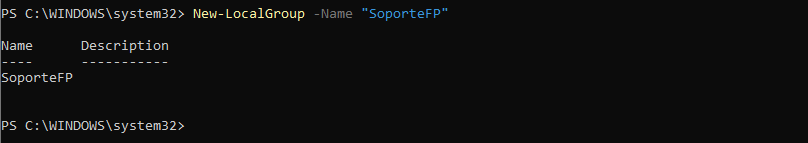 PS C:\WINDOWS\system32> New-LocalGroup -Name "SoporteFP"
Name      Description
----      -----------
SoporteFP
PS C:\WINDOWS\system32>